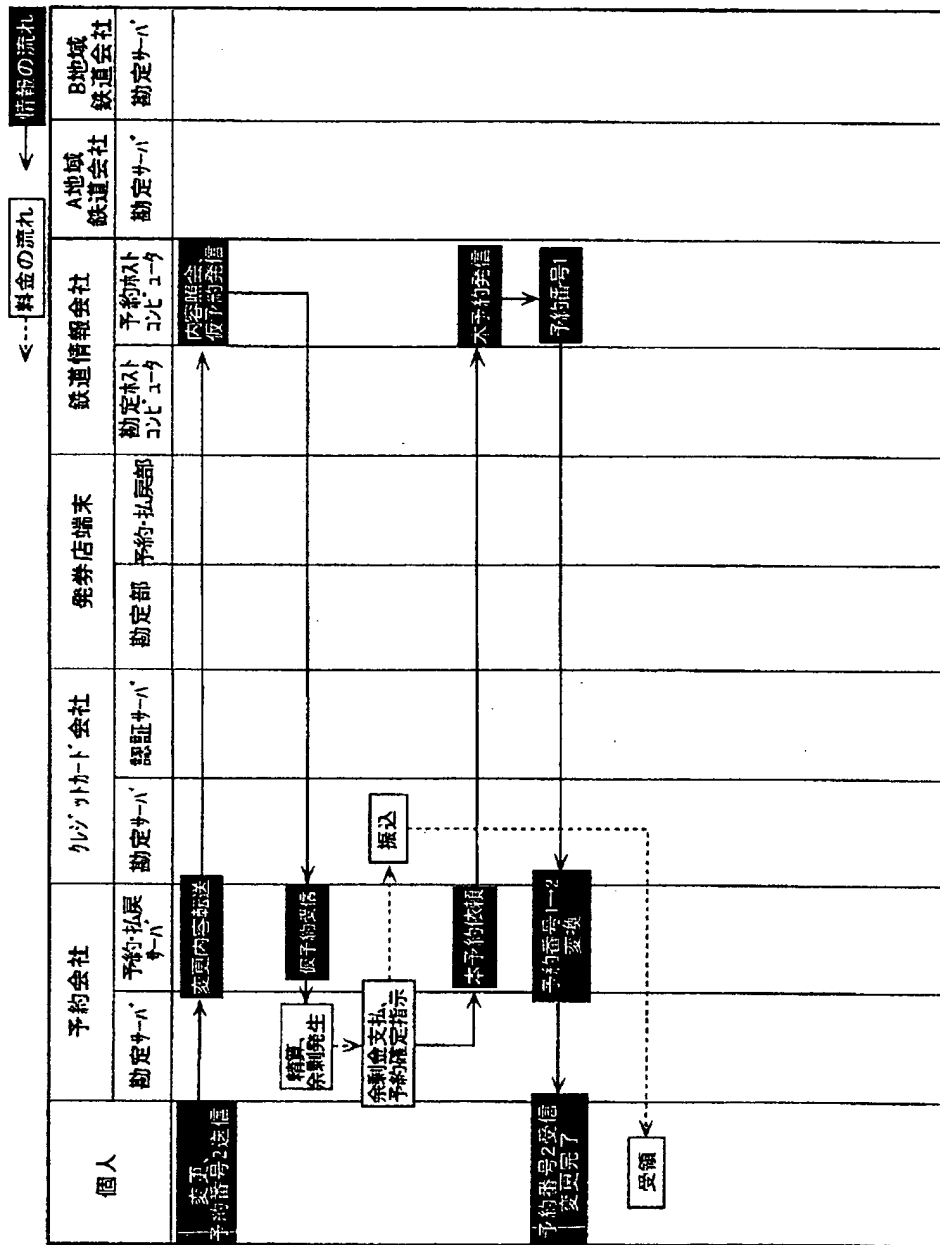 料金の流れ
情報の流れ
個人
予約会社
勘定サーバ
予約・払戻
サーバ
クレジットカード会社
勘定サーバ
認証サーバ
発券店端末
勘定部
予約・払戻部
鉄道情報会社
勘定ホスト
コンピュータ
予約ホスト
コンピュータ
A地域
鉄道会社
勘定サーバ
B地域
鉄道会社
勘定サーバ
変更、
予約番号2送信
変更内容転送
内容照会、
仮予約発信
仮予約受信
精算、
余剰発生
余剰金支払、
予約確定指示
振込
本予約依頼
本予約発信
予約番号1
予約番号1―2
変換
予約番号2受信
変更完了
受領